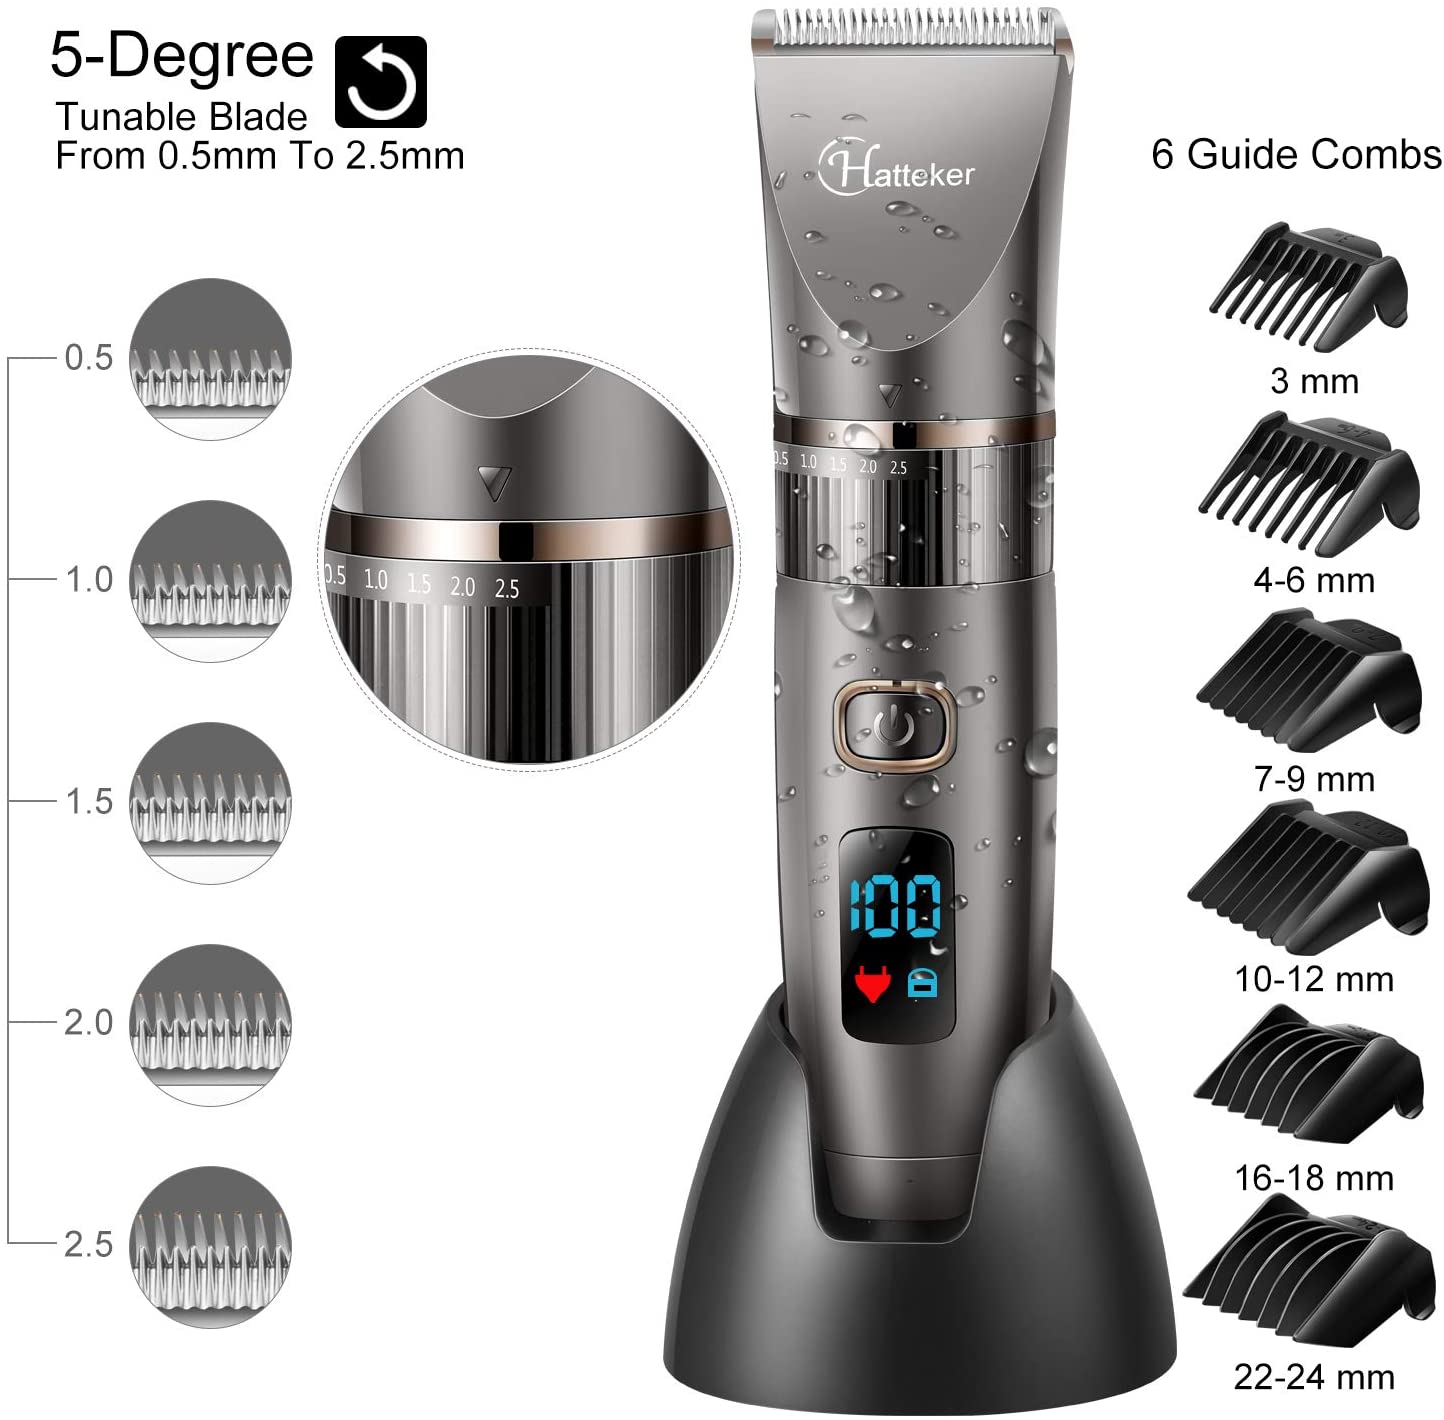 5-Degree
Tunable Blade
From 0.5mm To 2.5mm
Hatteker
6 Guide Combs
0.5
1.0
1.5
2.0
2.5
0.5 1.0 1.5 2.0 2.5
0.5 1.0 1.5 2.0 2.5
100
3 mm
4-6 mm
7-9 mm
10-12 mm
16-18 mm
22-24 mm